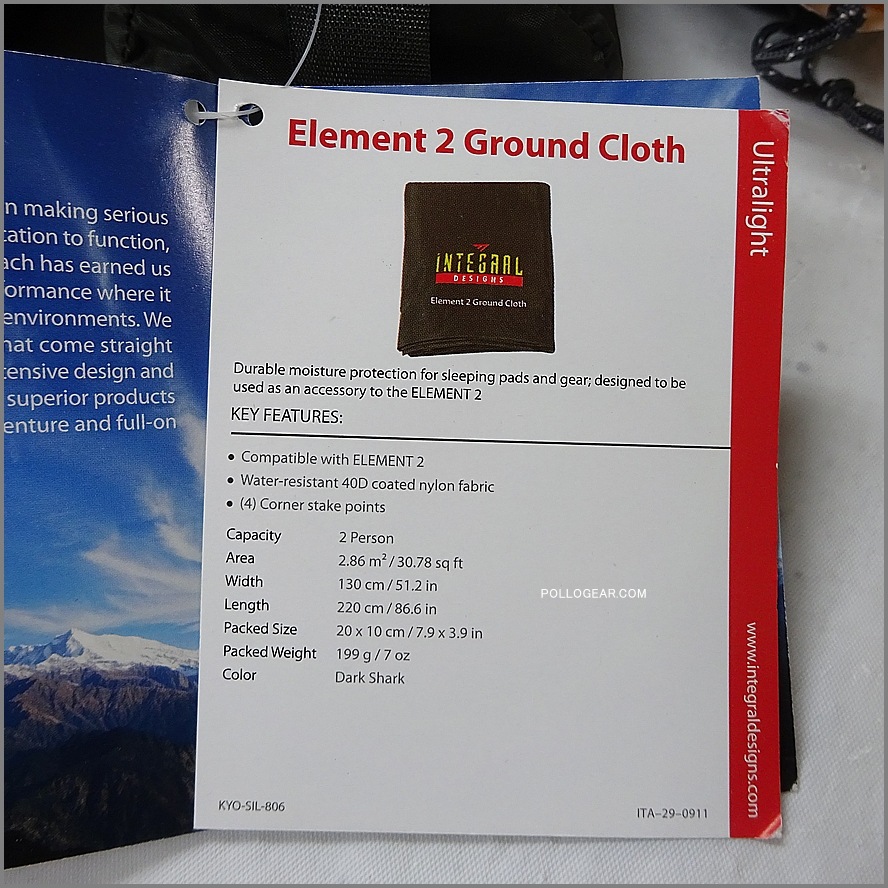 n making serious
cation to function,
ach has earned us
formance where it
environments. We
hat come straight
tensive design and
superior products
enture and full-on
Element 2 Ground Cloth
INTEGRAL
DESIGNS
Element 2 Ground Cloth
Durable moisture protection for sleeping pads and gear; designed to be
used as an accessory to the ELEMENT 2
KEY FEATURES:
• Compatible with ELEMENT 2
• Water-resistant 40D coated nylon fabric
• (4) Corner stake points
Capacity 2 Person
Area 2.86 m² / 30.78 sq ft
Width 130 cm / 51.2 in
Length 220 cm / 86.6 in
Packed Size 20 x 10 cm / 7.9 x 3.9 in
Packed Weight 199 g / 7 oz
Color Dark Shark
KYO-SIL-806
ITA–29–0911
Ultralight
www.integraldesigns.com
POLLOGEAR.COM